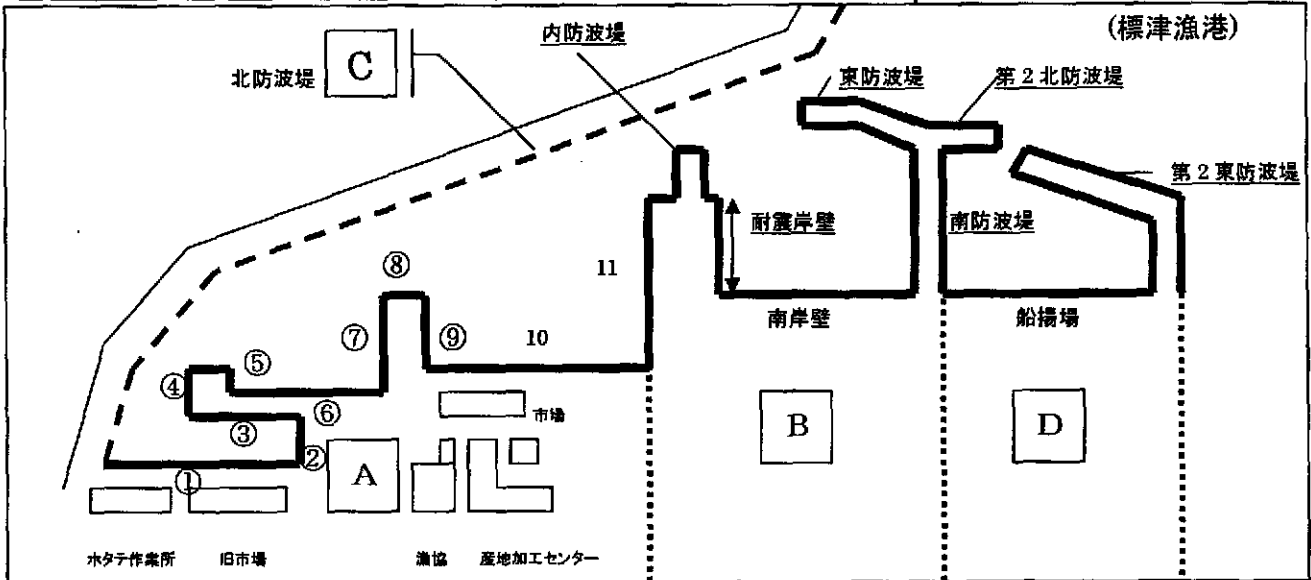 (標津漁港)
北防波堤
C
内防波堤
東防波堤
第2北防波堤
第2東防波堤
耐震岸壁
南防波堤
⑧
11
南岸壁
船揚場
⑦
⑨
10
⑤
④
⑥
③
市場
B
D
②
①
A
ホタテ作業所
旧市場
漁協
産地加工センター